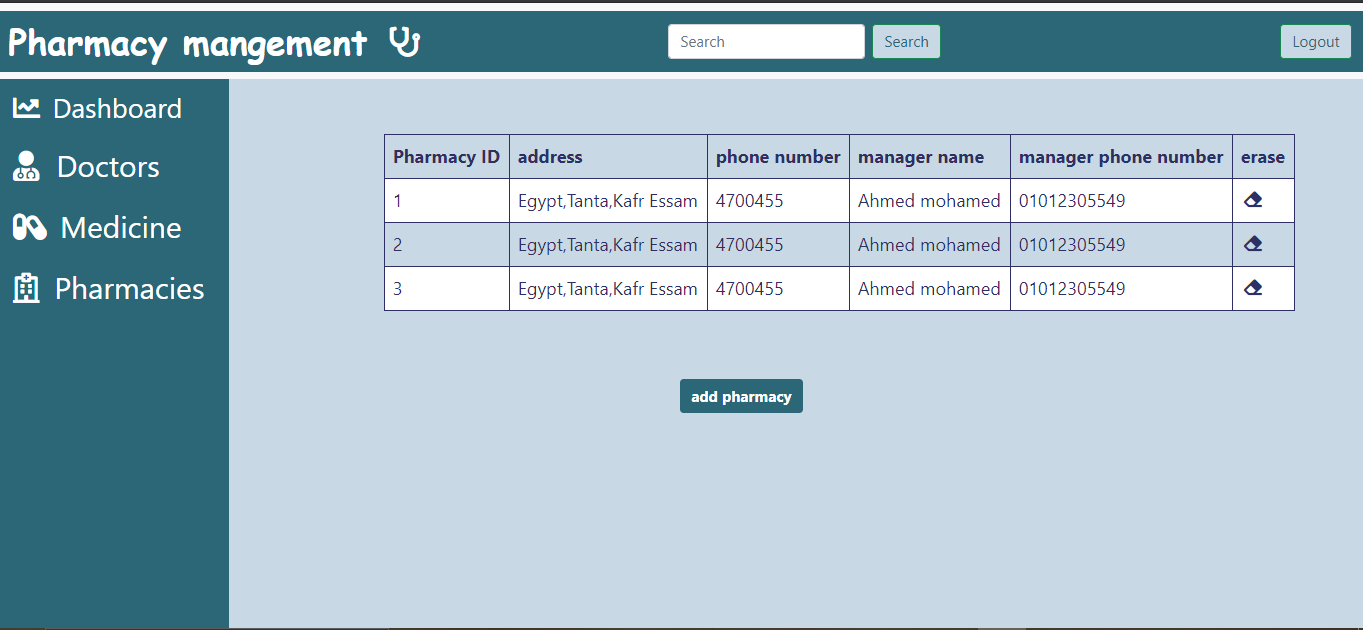 Pharmacy mangement
Search
Search
Logout
Dashboard
Doctors
Medicine
Pharmacies
Pharmacy ID address phone number manager name manager phone number erase
1 Egypt,Tanta,Kafr Essam 4700455 Ahmed mohamed 01012305549
2 Egypt,Tanta,Kafr Essam 4700455 Ahmed mohamed 01012305549
3 Egypt,Tanta,Kafr Essam 4700455 Ahmed mohamed 01012305549
add pharmacy